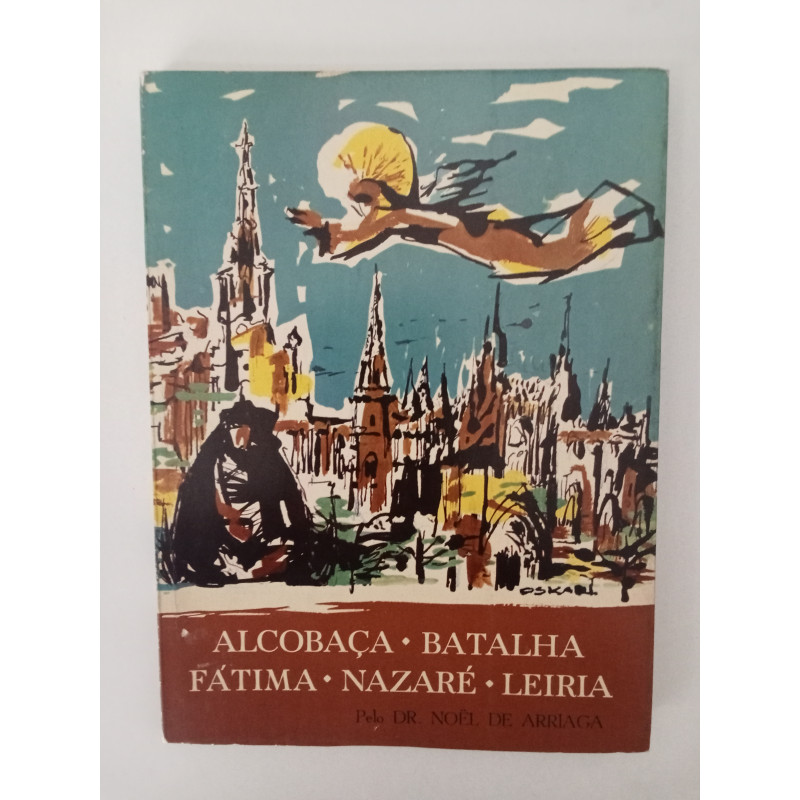 OSKAR
ALCOBAÇA • BATALHA
FÁTIMA • NAZARÉ • LEIRIA
Pelo DR. NOËL DE ARRIAGA